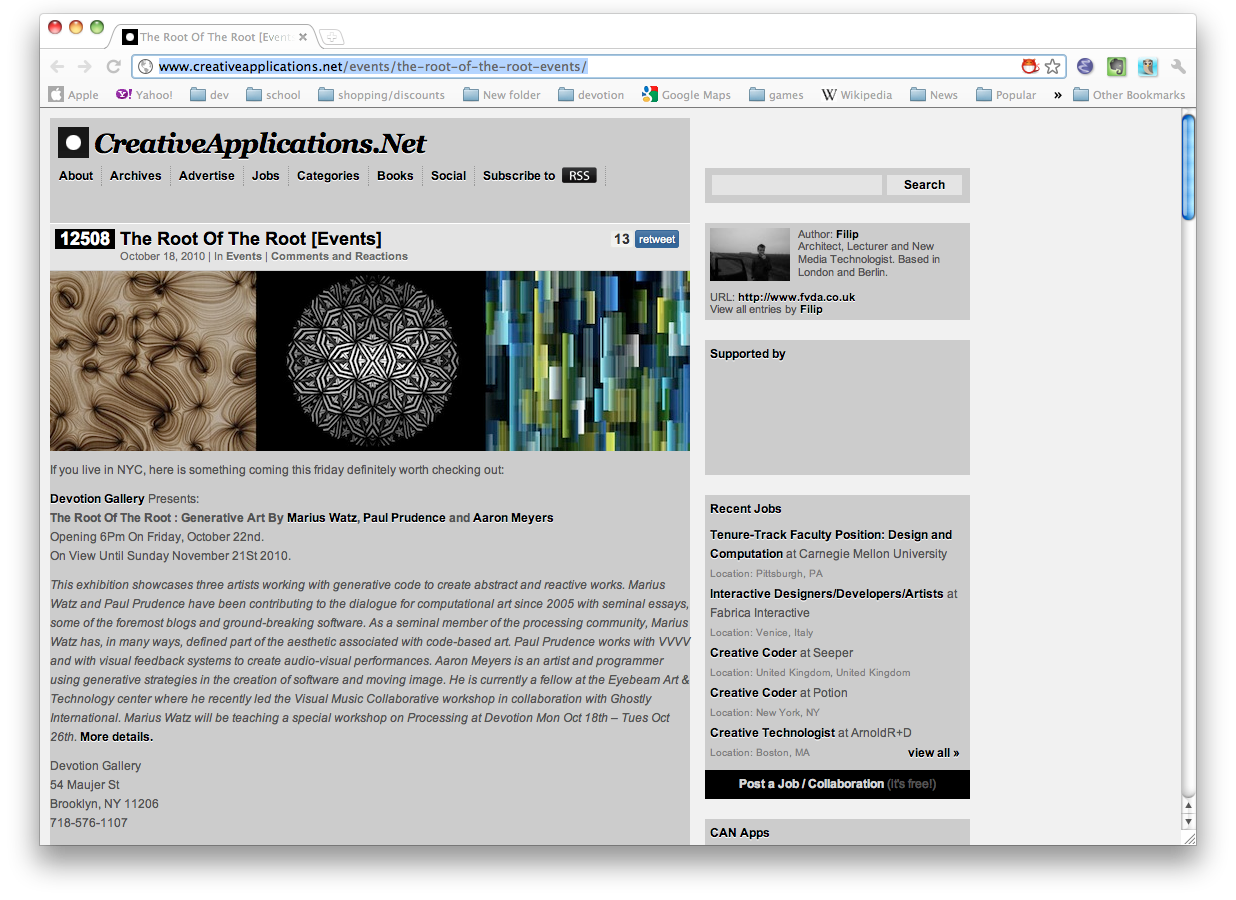 The Root Of The Root [Event
www.creativeapplications.net/events/the-root-of-the-root-events/
Apple Yahoo! dev school shopping/discounts New folder devotion Google Maps games Wikipedia News Popular » Other Bookmarks
CreativeApplications.Net
About Archives Advertise Jobs Categories Books Social Subscribe to RSS
Search
12508 The Root Of The Root [Events] 13 retweet
October 18, 2010 | In Events | Comments and Reactions
If you live in NYC, here is something coming this friday definitely worth checking out:
Devotion Gallery Presents:
The Root Of The Root : Generative Art By Marius Watz, Paul Prudence and Aaron Meyers
Opening 6Pm On Friday, October 22nd.
On View Until Sunday November 21St 2010.
This exhibition showcases three artists working with generative code to create abstract and reactive works. Marius
Watz and Paul Prudence have been contributing to the dialogue for computational art since 2005 with seminal essays,
some of the foremost blogs and ground-breaking software. As a seminal member of the processing community, Marius
Watz has, in many ways, defined part of the aesthetic associated with code-based art. Paul Prudence works with VVVV
and with visual feedback systems to create audio-visual performances. Aaron Meyers is an artist and programmer
using generative strategies in the creation of software and moving image. He is currently a fellow at the Eyebeam Art &
Technology center where he recently led the Visual Music Collaborative workshop in collaboration with Ghostly
International. Marius Watz will be teaching a special workshop on Processing at Devotion Mon Oct 18th – Tues Oct
26th. More details.
Devotion Gallery
54 Maujer St
Brooklyn, NY 11206
718-576-1107
Author: Filip
Architect, Lecturer and New
Media Technologist. Based in
London and Berlin.
URL: http://www.fvda.co.uk
View all entries by Filip
Supported by
Recent Jobs
Tenure-Track Faculty Position: Design and
Computation at Carnegie Mellon University
Location: Pittsburgh, PA
Interactive Designers/Developers/Artists at
Fabrica Interactive
Location: Venice, Italy
Creative Coder at Seeper
Location: United Kingdom, United Kingdom
Creative Coder at Potion
Location: New York, NY
Creative Technologist at ArnoldR+D
Location: Boston, MA view all »
Post a Job / Collaboration (it's free!)
CAN Apps